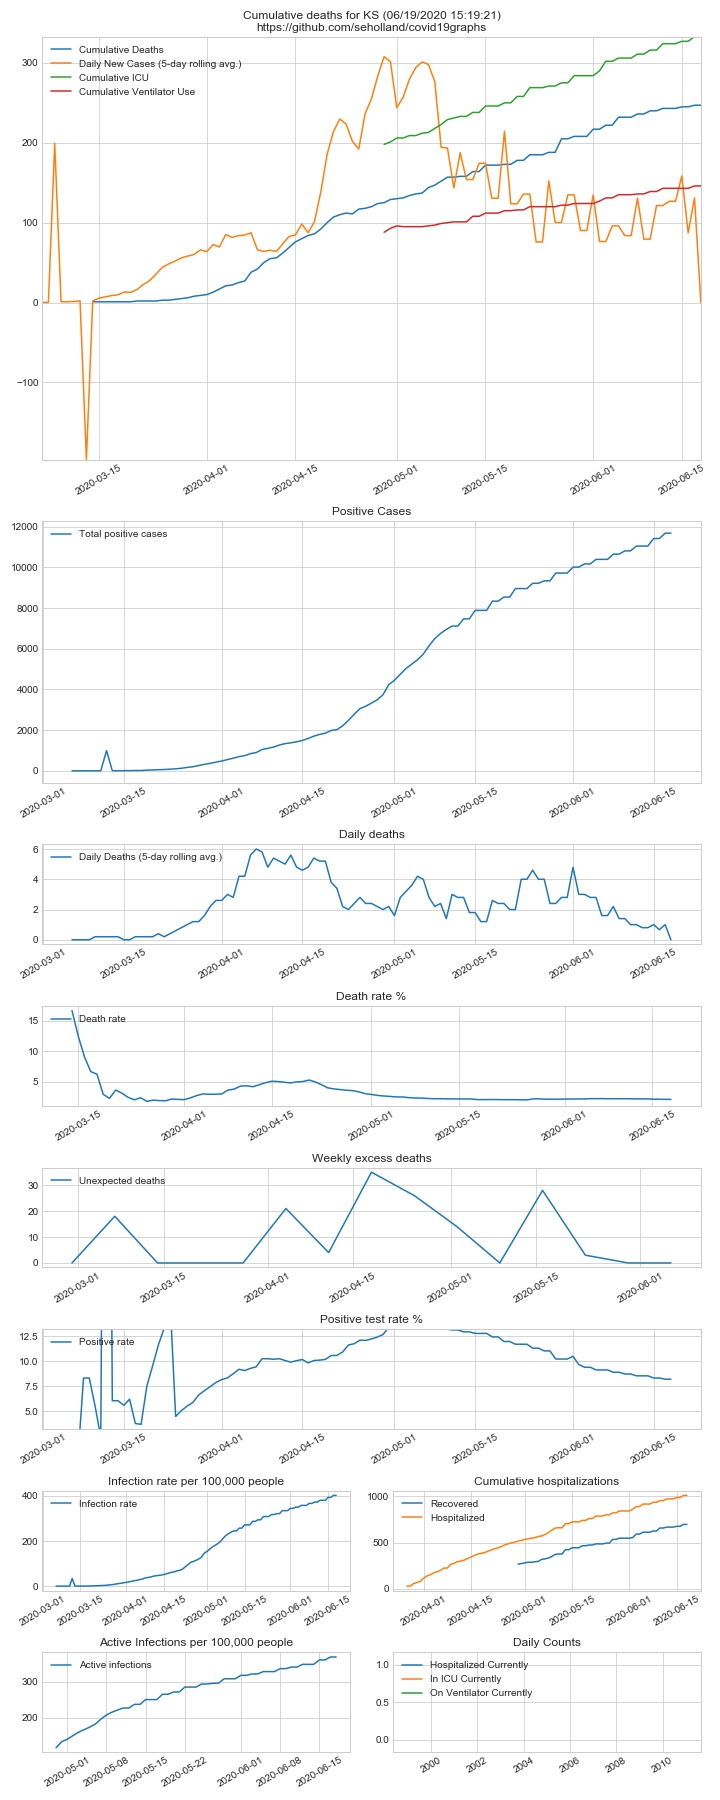 Cumulative deaths for KS (06/19/2020 15:19:21)
https://github.com/seholland/covid19graphs
Cumulative Deaths
Daily New Cases (5-day rolling avg.)
Cumulative ICU
Cumulative Ventilator Use
300
200
100
0
−100
2020-03-15 2020-04-01 2020-04-15 2020-05-01 2020-05-15 2020-06-01 2020-06-15
Positive Cases
Total positive cases
12000
10000
8000
6000
4000
2000
0
2020-03-01 2020-03-15 2020-04-01 2020-04-15 2020-05-01 2020-05-15 2020-06-01 2020-06-15
Daily deaths
Daily Deaths (5-day rolling avg.)
6
4
2
0
2020-03-01 2020-03-15 2020-04-01 2020-04-15 2020-05-01 2020-05-15 2020-06-01 2020-06-15
Death rate %
Death rate
15
10
5
2020-03-15 2020-04-01 2020-04-15 2020-05-01 2020-05-15 2020-06-01 2020-06-15
Weekly excess deaths
Unexpected deaths
30
20
10
0
2020-03-01 2020-03-15 2020-04-01 2020-04-15 2020-05-01 2020-05-15 2020-06-01
Positive test rate %
Positive rate
12.5
10.0
7.5
5.0
2020-03-01 2020-03-15 2020-04-01 2020-04-15 2020-05-01 2020-05-15 2020-06-01 2020-06-15
Infection rate per 100,000 people
Infection rate
400
200
0
2020-03-01 2020-03-15 2020-04-01 2020-04-15 2020-05-01 2020-05-15 2020-06-01 2020-06-15
Cumulative hospitalizations
Recovered
Hospitalized
1000
500
0
2020-04-01 2020-04-15 2020-05-01 2020-05-15 2020-06-01 2020-06-15
Active Infections per 100,000 people
Active infections
300
200
2020-05-01 2020-05-08 2020-05-15 2020-05-22 2020-06-01 2020-06-08 2020-06-15
Daily Counts
Hospitalized Currently
In ICU Currently
On Ventilator Currently
1.0
0.5
0.0
2000 2002 2004 2006 2008 2010